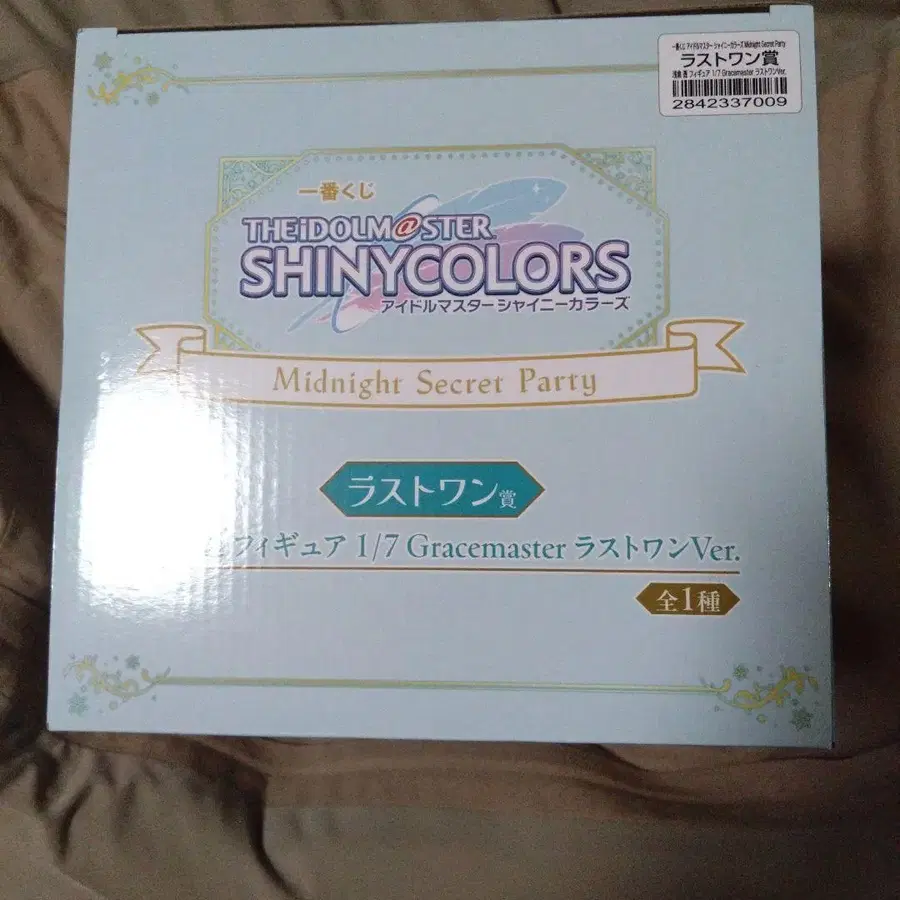 一番くじ アイドルマスター シャイニーカラーズ Midnight Secret Party
ラストワン賞
浅倉 透 フィギュア 1/7 Gracemaster ラストワンVer.
2842337009
一番くじ
THE iDOLM@STER
SHINYCOLORS
アイドルマスター シャイニーカラーズ
Midnight Secret Party
ラストワン賞
フィギュア 1/7 Gracemaster ラストワンVer.
全1種